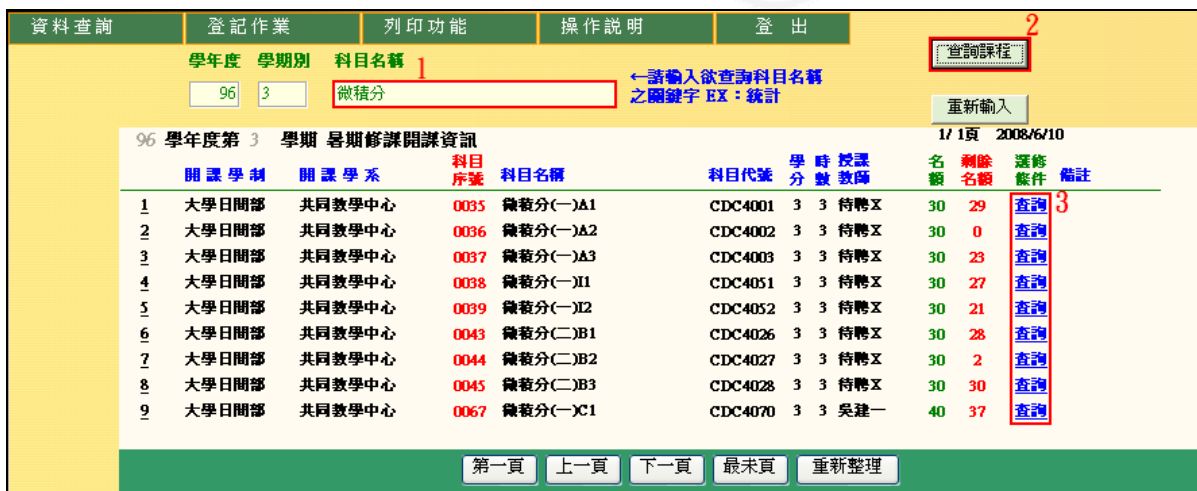 資料查詢 登記作業 列印功能 操作說明 登 出
2
學年度 學期別 科目名稱 1
查詢課程
←請輸入欲查詢科目名稱
96 3 微積分
之關鍵字 EX：統計
重新輸入
96 學年度第 3 學期 暑期修課開課資訊 1/ 1頁 2008/6/10
開課學制 開課學系 科目序號 科目名稱 科目代號 學分 時數 授課教師 名額 剩餘名額 選修條件 備註
1 大學日間部 共同教學中心 0035 微積分(一)A1 CDC4001 3 3 待聘X 30 29 查詢 3
2 大學日間部 共同教學中心 0036 微積分(一)A2 CDC4002 3 3 待聘X 30 0 查詢
3 大學日間部 共同教學中心 0037 微積分(一)A3 CDC4003 3 3 待聘X 30 23 查詢
4 大學日間部 共同教學中心 0038 微積分(一)I1 CDC4051 3 3 待聘X 30 27 查詢
5 大學日間部 共同教學中心 0039 微積分(一)I2 CDC4052 3 3 待聘X 30 21 查詢
6 大學日間部 共同教學中心 0043 微積分(二)B1 CDC4026 3 3 待聘X 30 28 查詢
7 大學日間部 共同教學中心 0044 微積分(二)B2 CDC4027 3 3 待聘X 30 2 查詢
8 大學日間部 共同教學中心 0045 微積分(二)B3 CDC4028 3 3 待聘X 30 30 查詢
9 大學日間部 共同教學中心 0067 微積分(一)C1 CDC4070 3 3 吳建一 40 37 查詢
第一頁 上一頁 下一頁 最末頁 重新整理